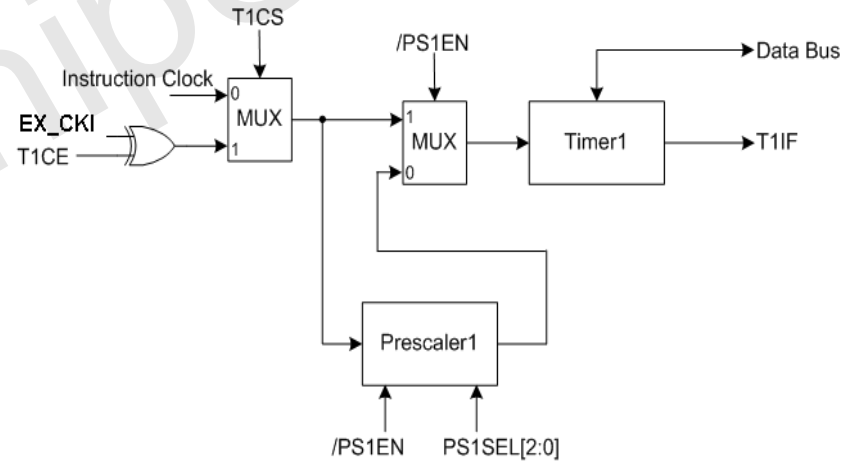 T1CS
/PS1EN
Data Bus
Instruction Clock
0
MUX
1
EX_CKI
T1CE
1
MUX
0
Timer1
T1IF
Prescaler1
/PS1EN
PS1SEL[2:0]